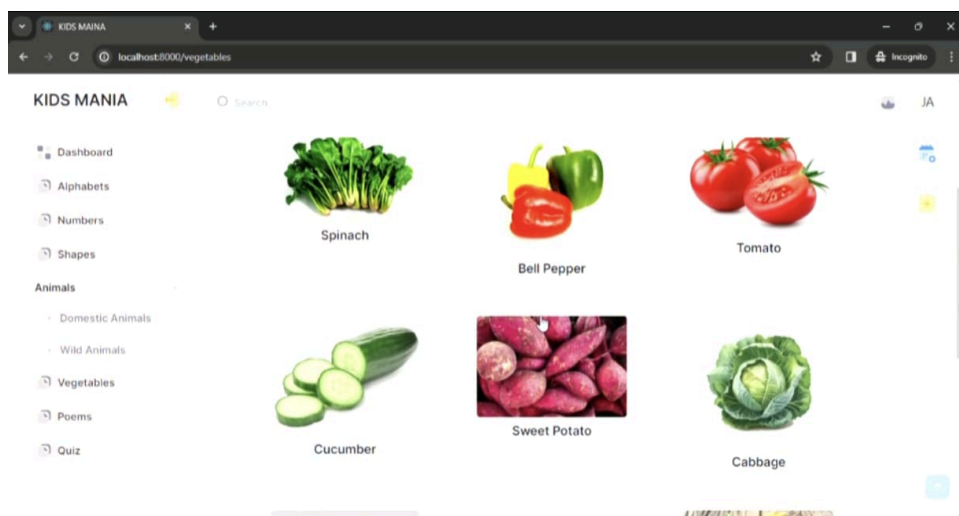 KIDS MAINA
localhost:8000/vegetables
Incognito
KIDS MANIA
Search
JA
Dashboard
Alphabets
Numbers
Shapes
Animals
Domestic Animals
Wild Animals
Vegetables
Poems
Quiz
Spinach
Bell Pepper
Tomato
Cucumber
Sweet Potato
Cabbage